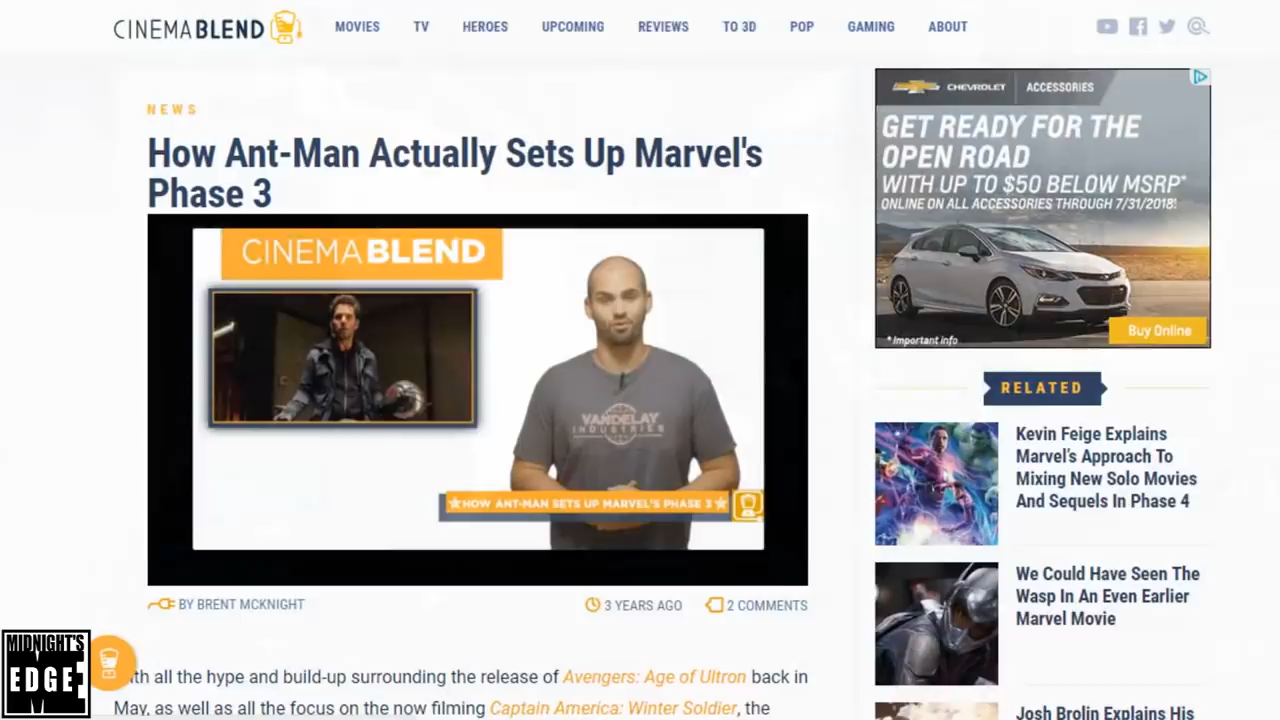 CINEMABLEND
MOVIES TV HEROES UPCOMING REVIEWS TO 3D POP GAMING ABOUT
NEWS
How Ant-Man Actually Sets Up Marvel's
Phase 3
CINEMABLEND
VANDELAY
INDUSTRIES
★HOW ANT-MAN SETS UP MARVEL'S PHASE 3★
BY BRENT MCKNIGHT
3 YEARS AGO
2 COMMENTS
th all the hype and build-up surrounding the release of Avengers: Age of Ultron back in
May, as well as all the focus on the now filming Captain America: Winter Soldier, the
MIDNIGHT'S
EDGE
CHEVROLET ACCESSORIES
GET READY FOR THE
OPEN ROAD
WITH UP TO $50 BELOW MSRP*
ONLINE ON ALL ACCESSORIES THROUGH 7/31/2018!
*Important info
Buy Online
RELATED
Kevin Feige Explains
Marvel's Approach To
Mixing New Solo Movies
And Sequels In Phase 4
We Could Have Seen The
Wasp In An Even Earlier
Marvel Movie
Josh Brolin Explains His